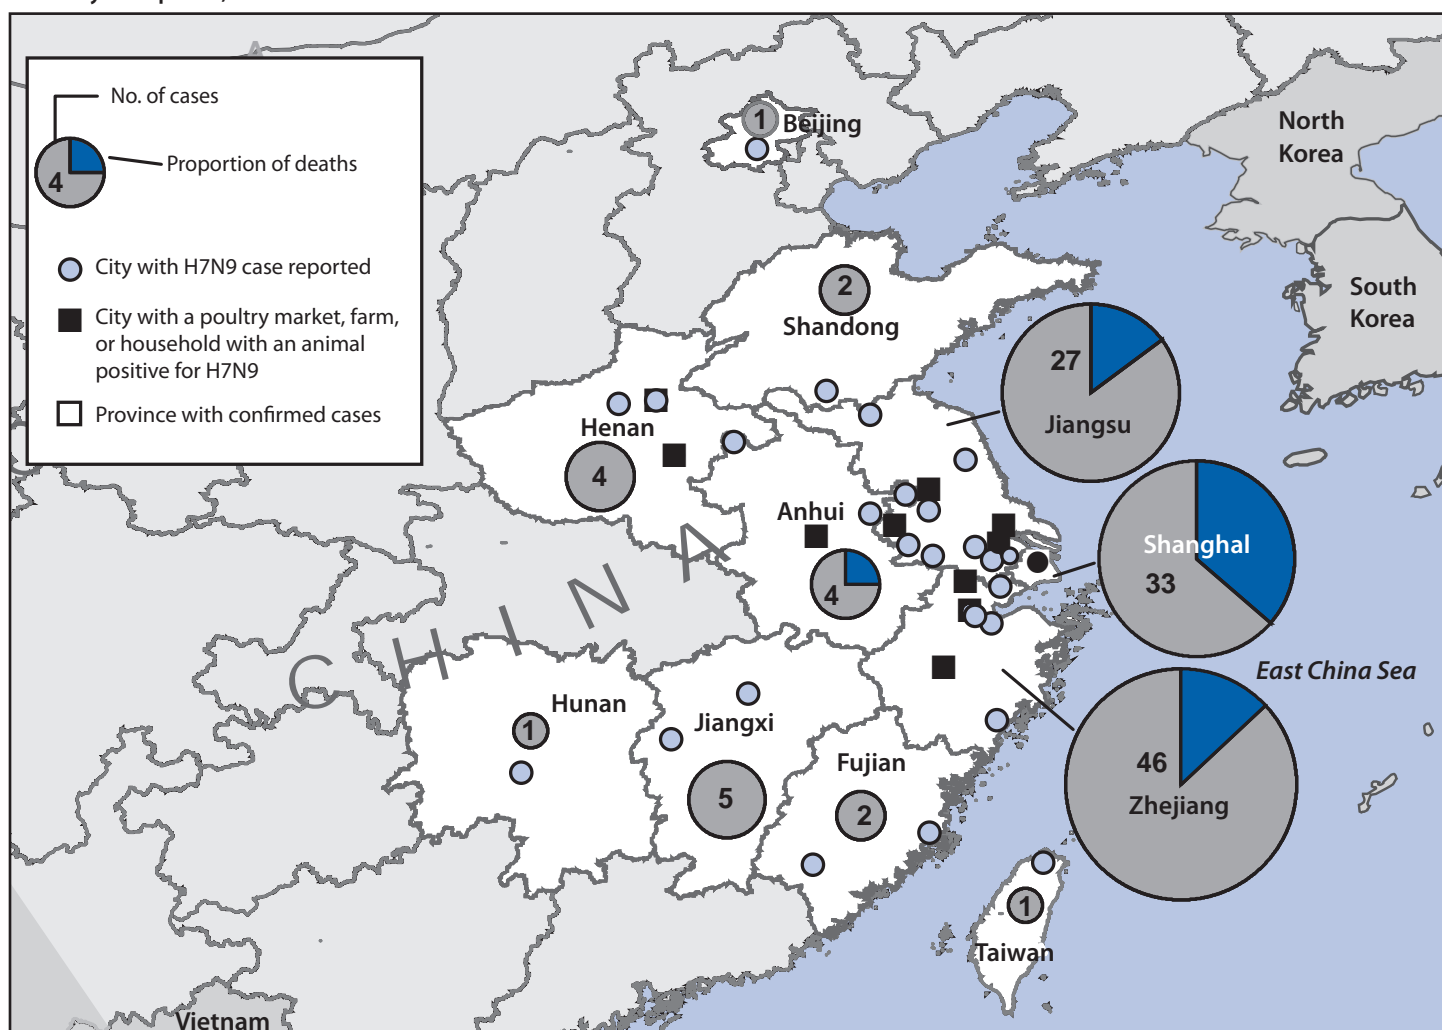 No. of cases
Proportion of deaths
4
City with H7N9 case reported
City with a poultry market, farm,
or household with an animal
positive for H7N9
Province with confirmed cases
1
Beijing
North
Korea
South
Korea
2
Shandong
27
Jiangsu
Henan
4
Anhui
4
Shanghal
33
CHINA
East China Sea
Hunan
1
Jiangxi
5
Fujian
2
46
Zhejiang
1
Taiwan
Vietnam